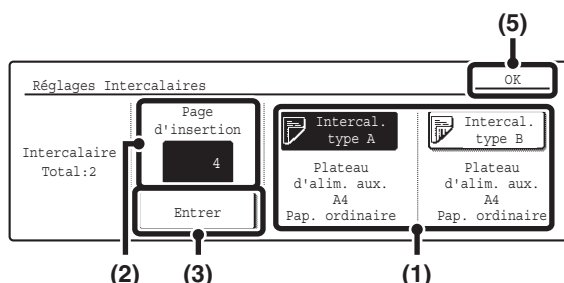 (5)
Réglages Intercalaires
OK
Intercalaire
Total:2
Page
d'insertion
4
Entrer
Intercal.
type A
Plateau
d'alim. aux.
A4
Pap. ordinaire
Intercal.
type B
Plateau
d'alim. aux.
A4
Pap. ordinaire
(2)
(3)
(1)